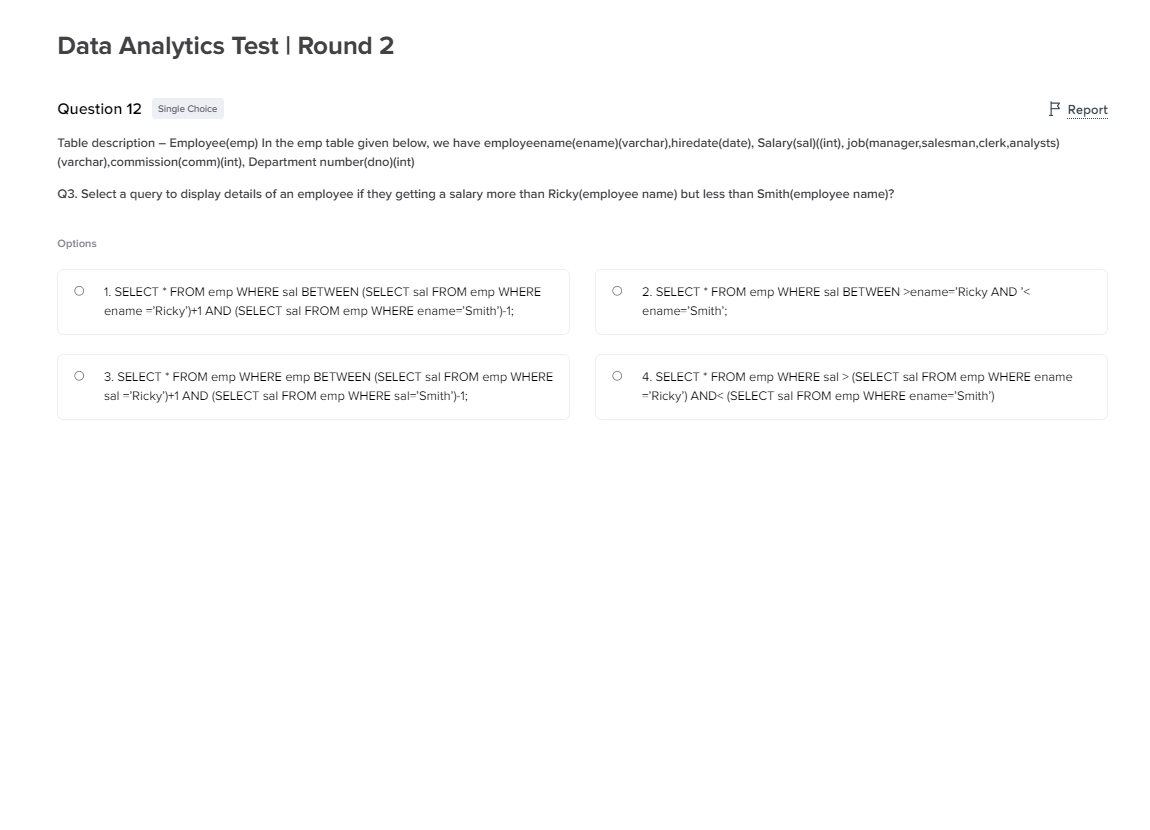 Data Analytics Test | Round 2
Question 12 Single Choice Report
Table description – Employee(emp) In the emp table given below, we have employeename(ename)(varchar),hiredate(date), Salary(sal)((int), job(manager,salesman,clerk,analysts)
(varchar),commission(comm)(int), Department number(dno)(int)
Q3. Select a query to display details of an employee if they getting a salary more than Ricky(employee name) but less than Smith(employee name)?
Options
1. SELECT * FROM emp WHERE sal BETWEEN (SELECT sal FROM emp WHERE
ename ='Ricky')+1 AND (SELECT sal FROM emp WHERE ename='Smith')-1;
2. SELECT * FROM emp WHERE sal BETWEEN >ename='Ricky AND '<
ename='Smith';
3. SELECT * FROM emp WHERE emp BETWEEN (SELECT sal FROM emp WHERE
sal ='Ricky')+1 AND (SELECT sal FROM emp WHERE sal='Smith')-1;
4. SELECT * FROM emp WHERE sal > (SELECT sal FROM emp WHERE ename
='Ricky') AND< (SELECT sal FROM emp WHERE ename='Smith')